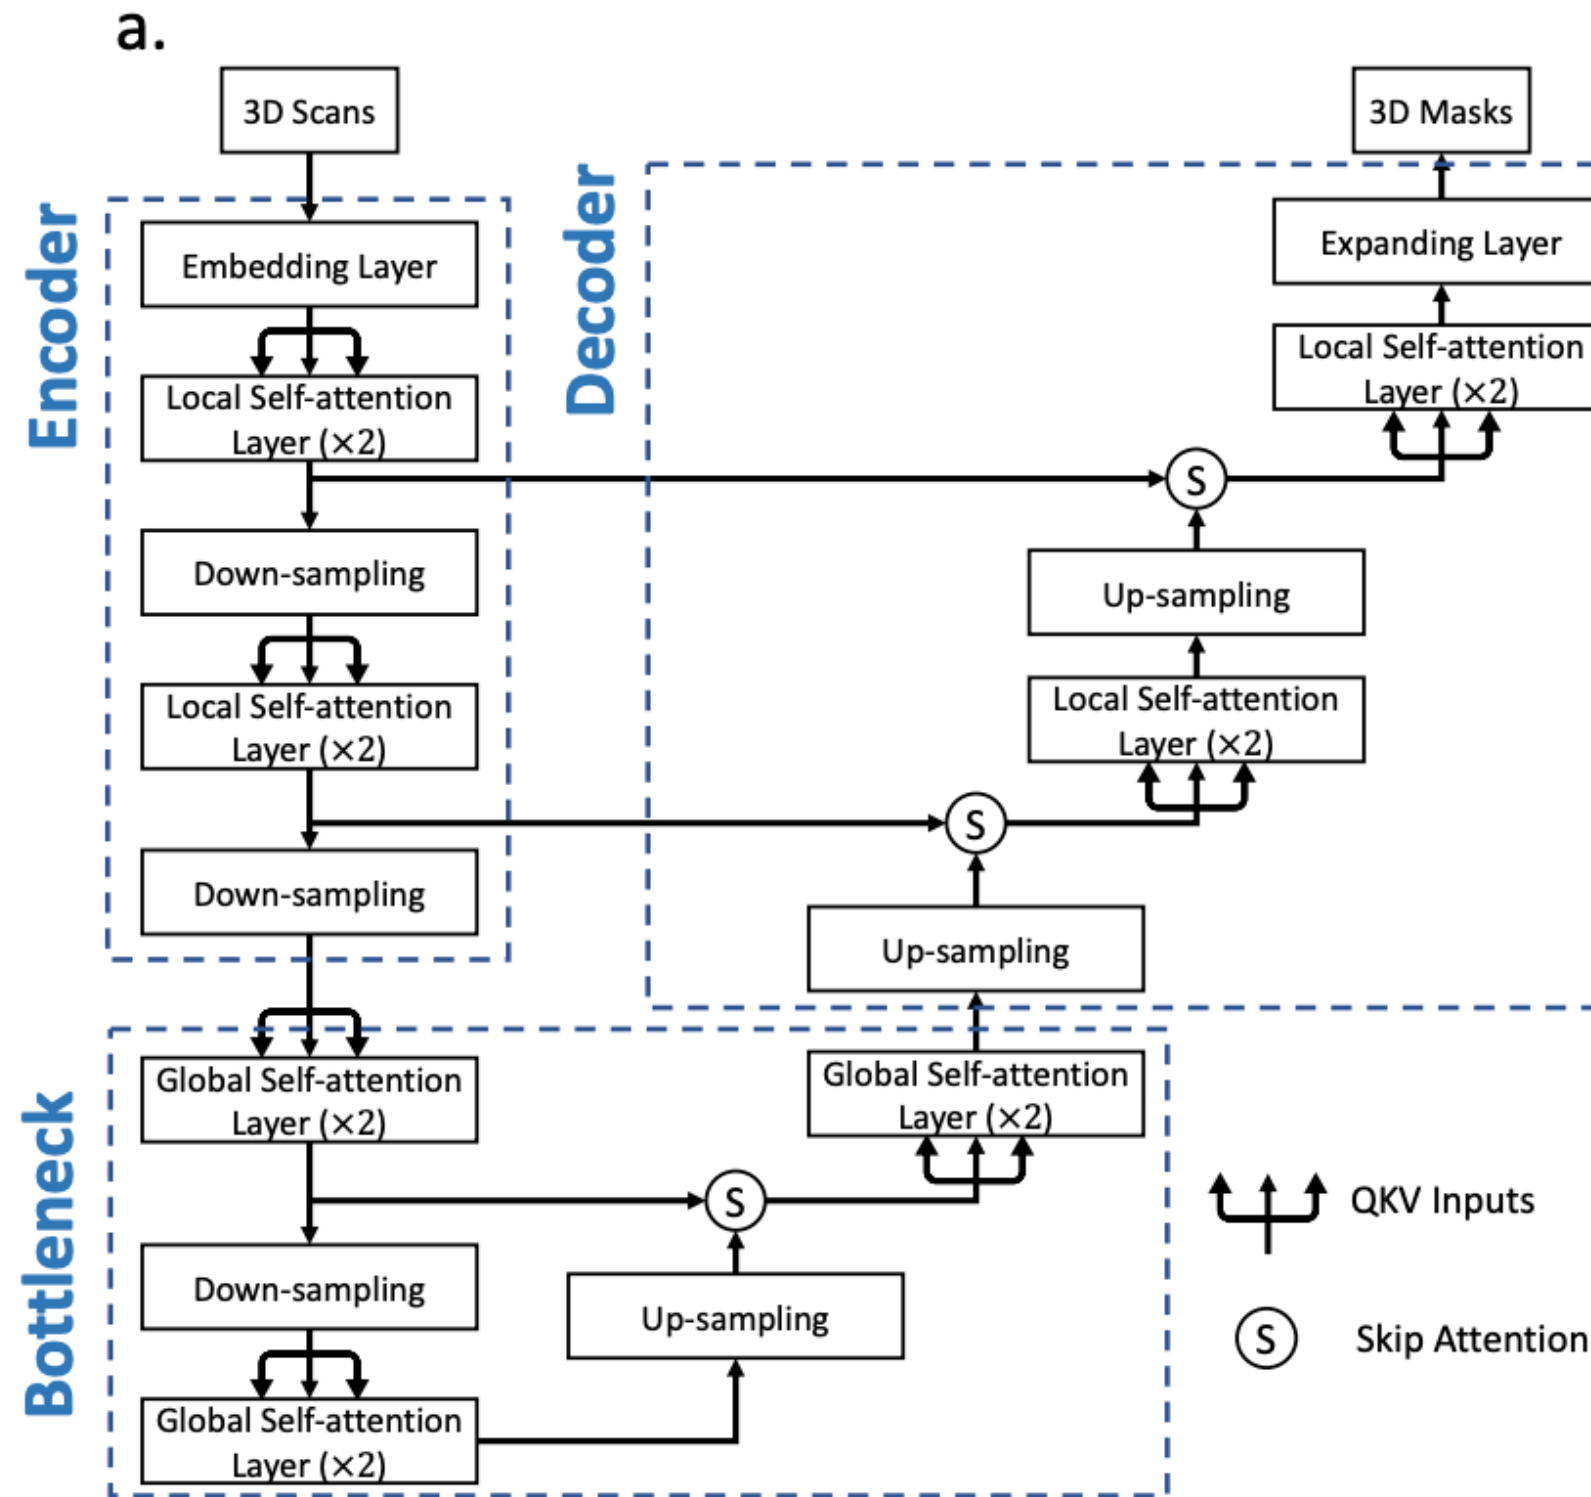 a.
3D Scans
Encoder
Embedding Layer
Local Self-attention
Layer (×2)
Down-sampling
Local Self-attention
Layer (×2)
Down-sampling
Bottleneck
Global Self-attention
Layer (×2)
Down-sampling
Global Self-attention
Layer (×2)
Up-sampling
S
Global Self-attention
Layer (×2)
Decoder
Up-sampling
S
Local Self-attention
Layer (×2)
Up-sampling
S
Local Self-attention
Layer (×2)
Expanding Layer
3D Masks
QKV Inputs
S
Skip Attention